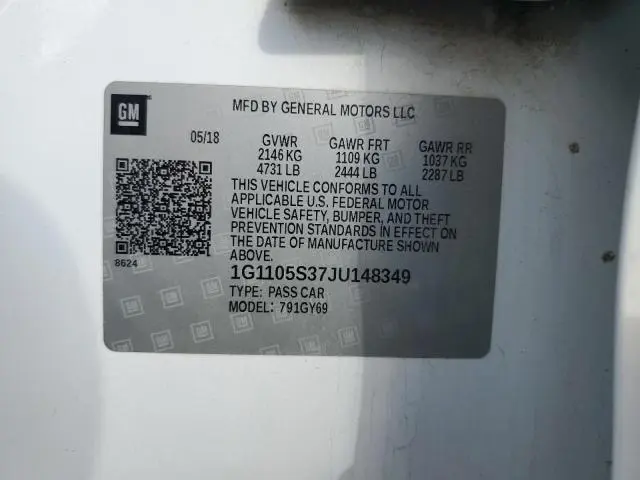 GM
MFD BY GENERAL MOTORS LLC
05/18 GVWR GAWR FRT GAWR RR
2146 KG 1109 KG 1037 KG
4731 LB 2444 LB 2287 LB
THIS VEHICLE CONFORMS TO ALL
APPLICABLE U.S. FEDERAL MOTOR
VEHICLE SAFETY, BUMPER, AND THEFT
PREVENTION STANDARDS IN EFFECT ON
THE DATE OF MANUFACTURE SHOWN
ABOVE.
8624
1G1105S37JU148349
TYPE: PASS CAR
MODEL: 791GY69